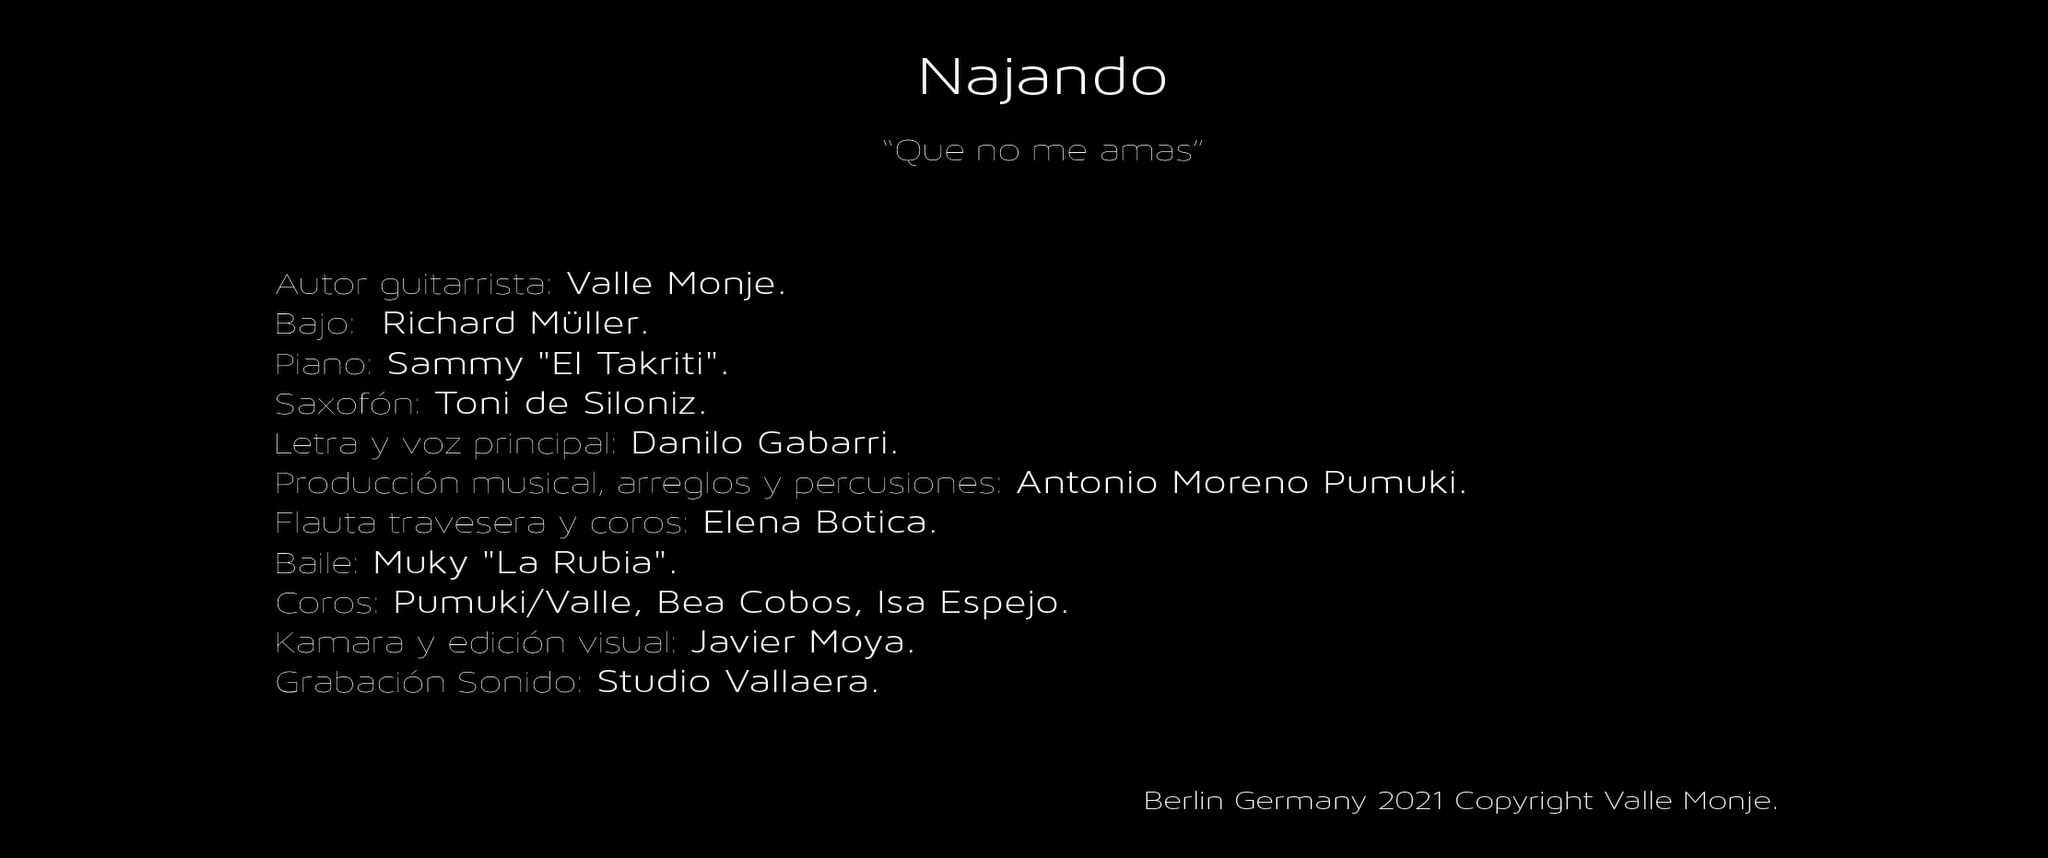 Najando
“Que no me amas”
Autor guitarrista: Valle Monje.
Bajo: Richard Müller.
Piano: Sammy "El Takriti".
Saxofón: Toni de Siloniz.
Letra y voz principal: Danilo Gabarri.
Producción musical, arreglos y percusiones: Antonio Moreno Pumuki.
Flauta travesera y coros: Elena Botica.
Baile: Muky "La Rubia".
Coros: Pumuki/Valle, Bea Cobos, Isa Espejo.
Kamara y edición visual: Javier Moya.
Grabación Sonido: Studio Vallaera.
Berlin Germany 2021 Copyright Valle Monje.